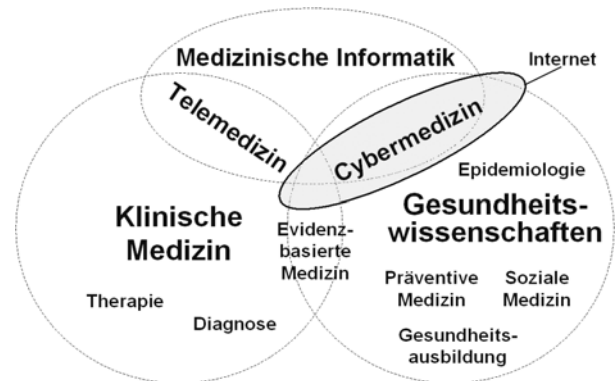 Medizinische Informatik
Internet
Telemedizin
Cybermedizin
Epidemiologie
Klinische
Medizin
Evidenz-
basierte
Medizin
Gesundheits-
wissenschaften
Therapie
Diagnose
Präventive
Medizin
Soziale
Medizin
Gesundheits-
ausbildung